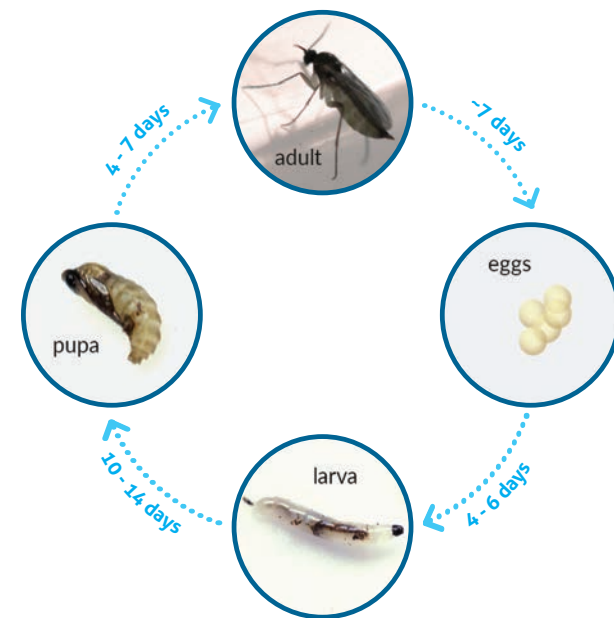 adult
~7 days
eggs
4 - 6 days
larva
10 - 14 days
pupa
4 - 7 days